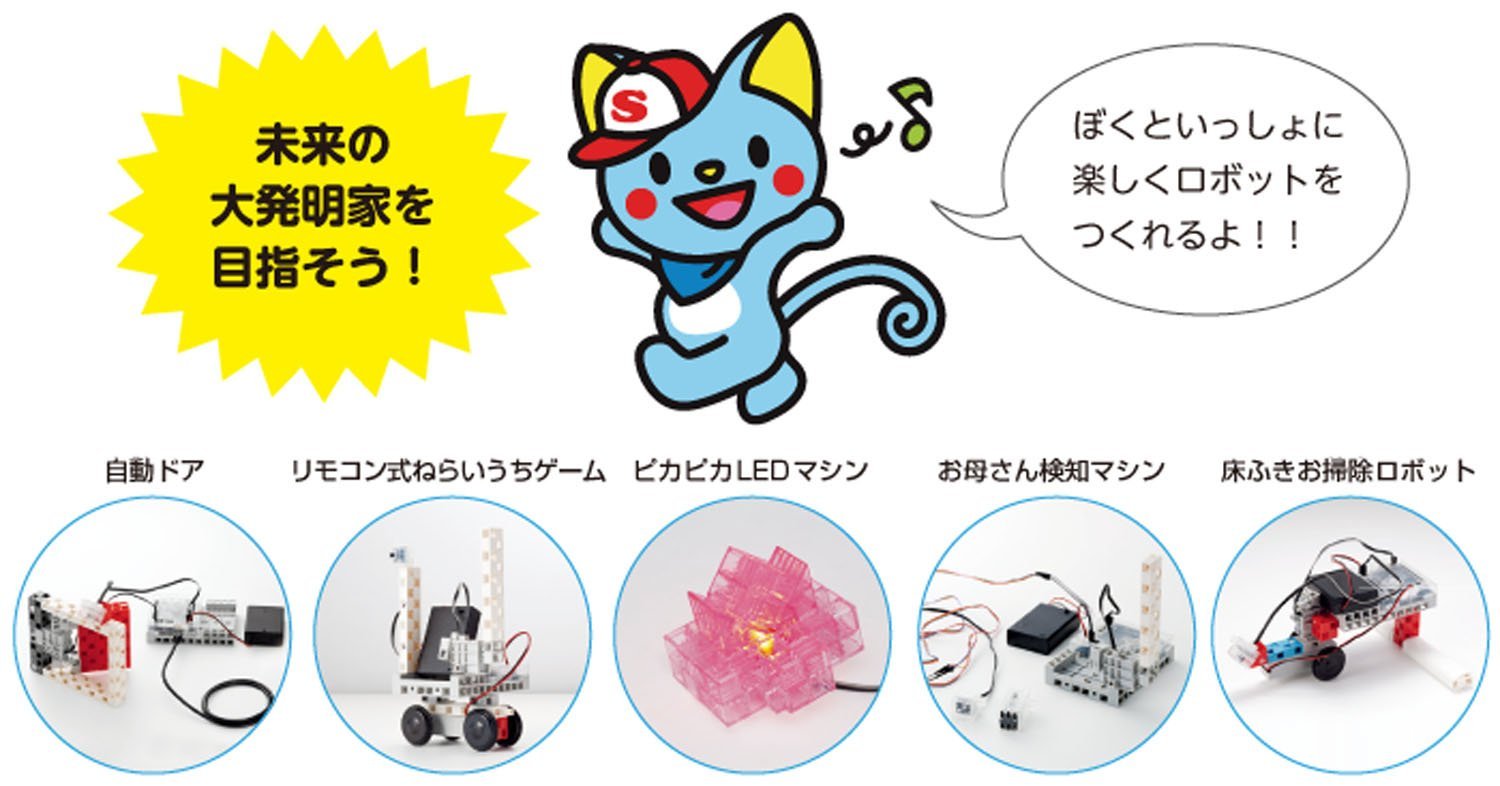 未来の
大発明家を
目指そう！
S
ぼくといっしょに
楽しくロボットを
つくれるよ！！
自動ドア
リモコン式ねらいうちゲーム
ピカピカLEDマシン
お母さん検知マシン
床ふきお掃除ロボット